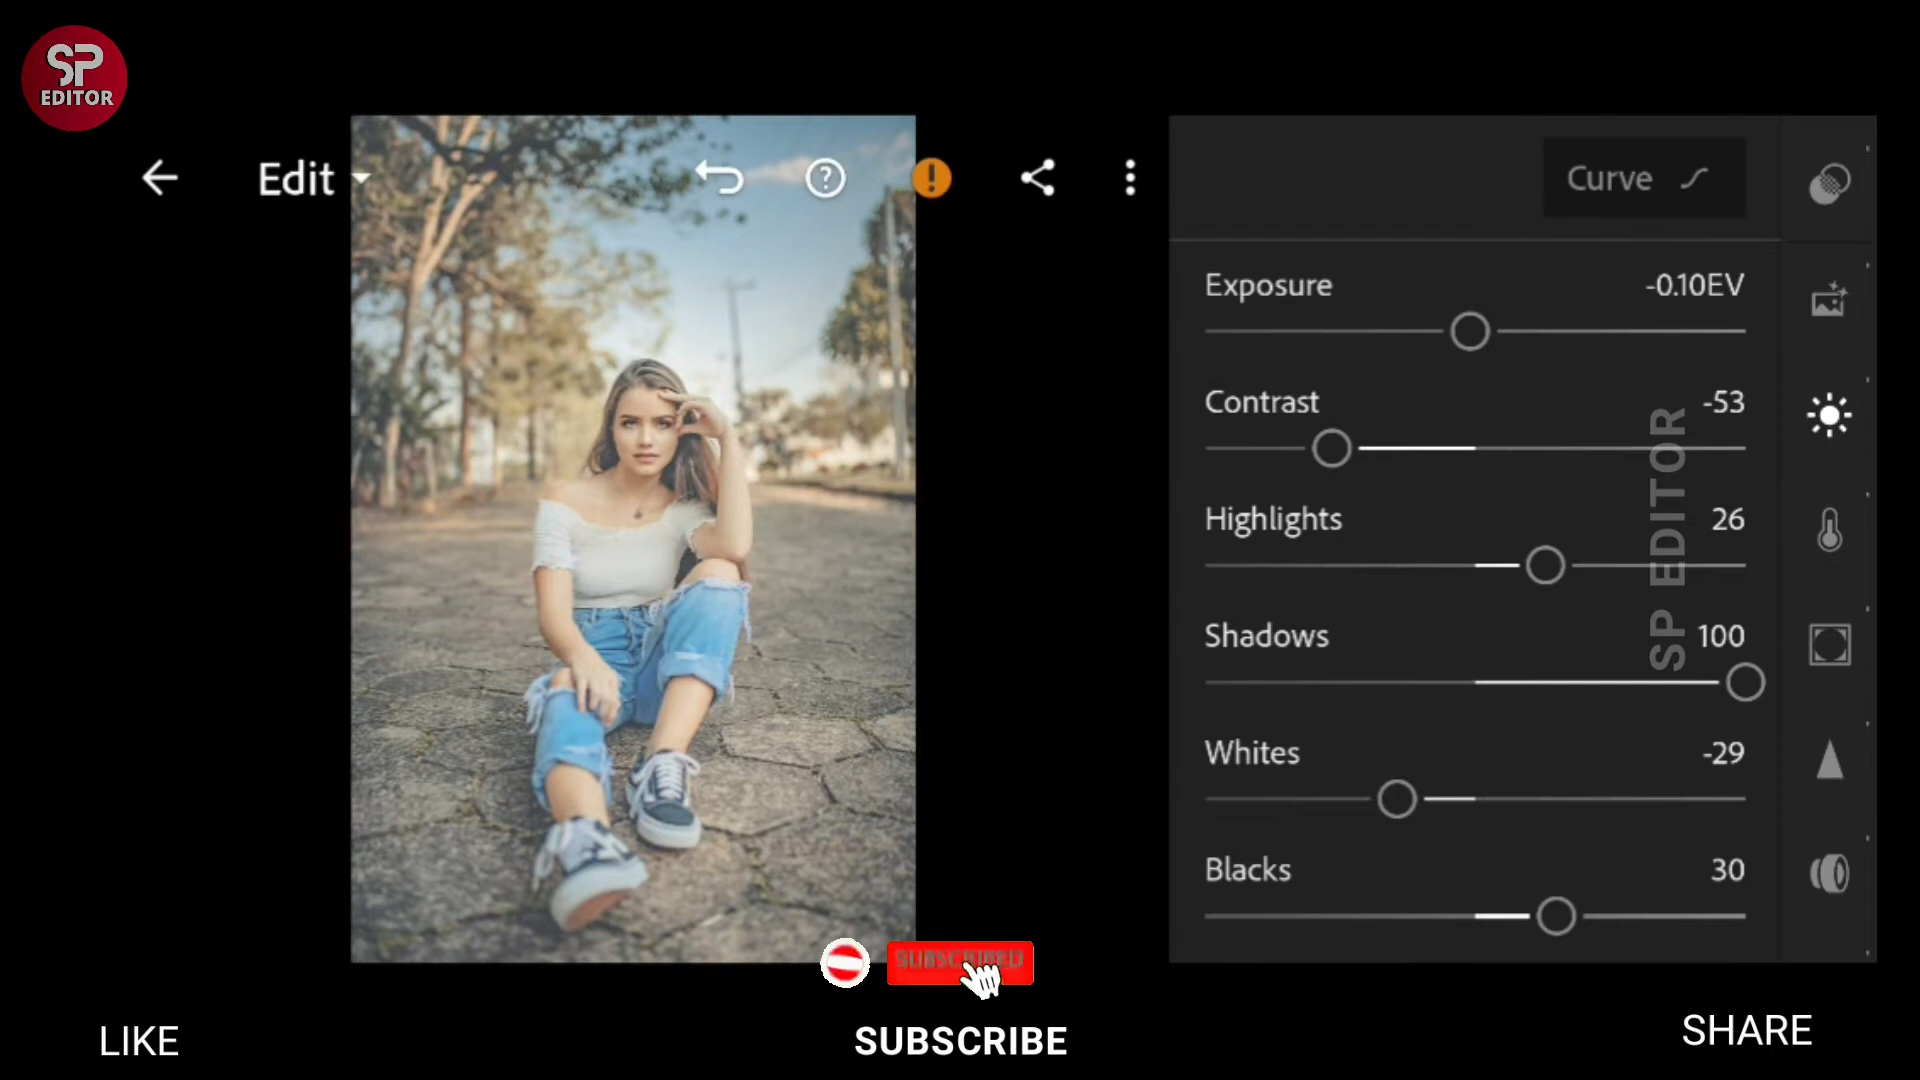 SP
EDITOR
Edit
Curve
Exposure -0.10EV
Contrast -53
Highlights 26
Shadows 100
Whites -29
Blacks 30
SP EDITOR
SUBSCRIBED
LIKE
SUBSCRIBE
SHARE